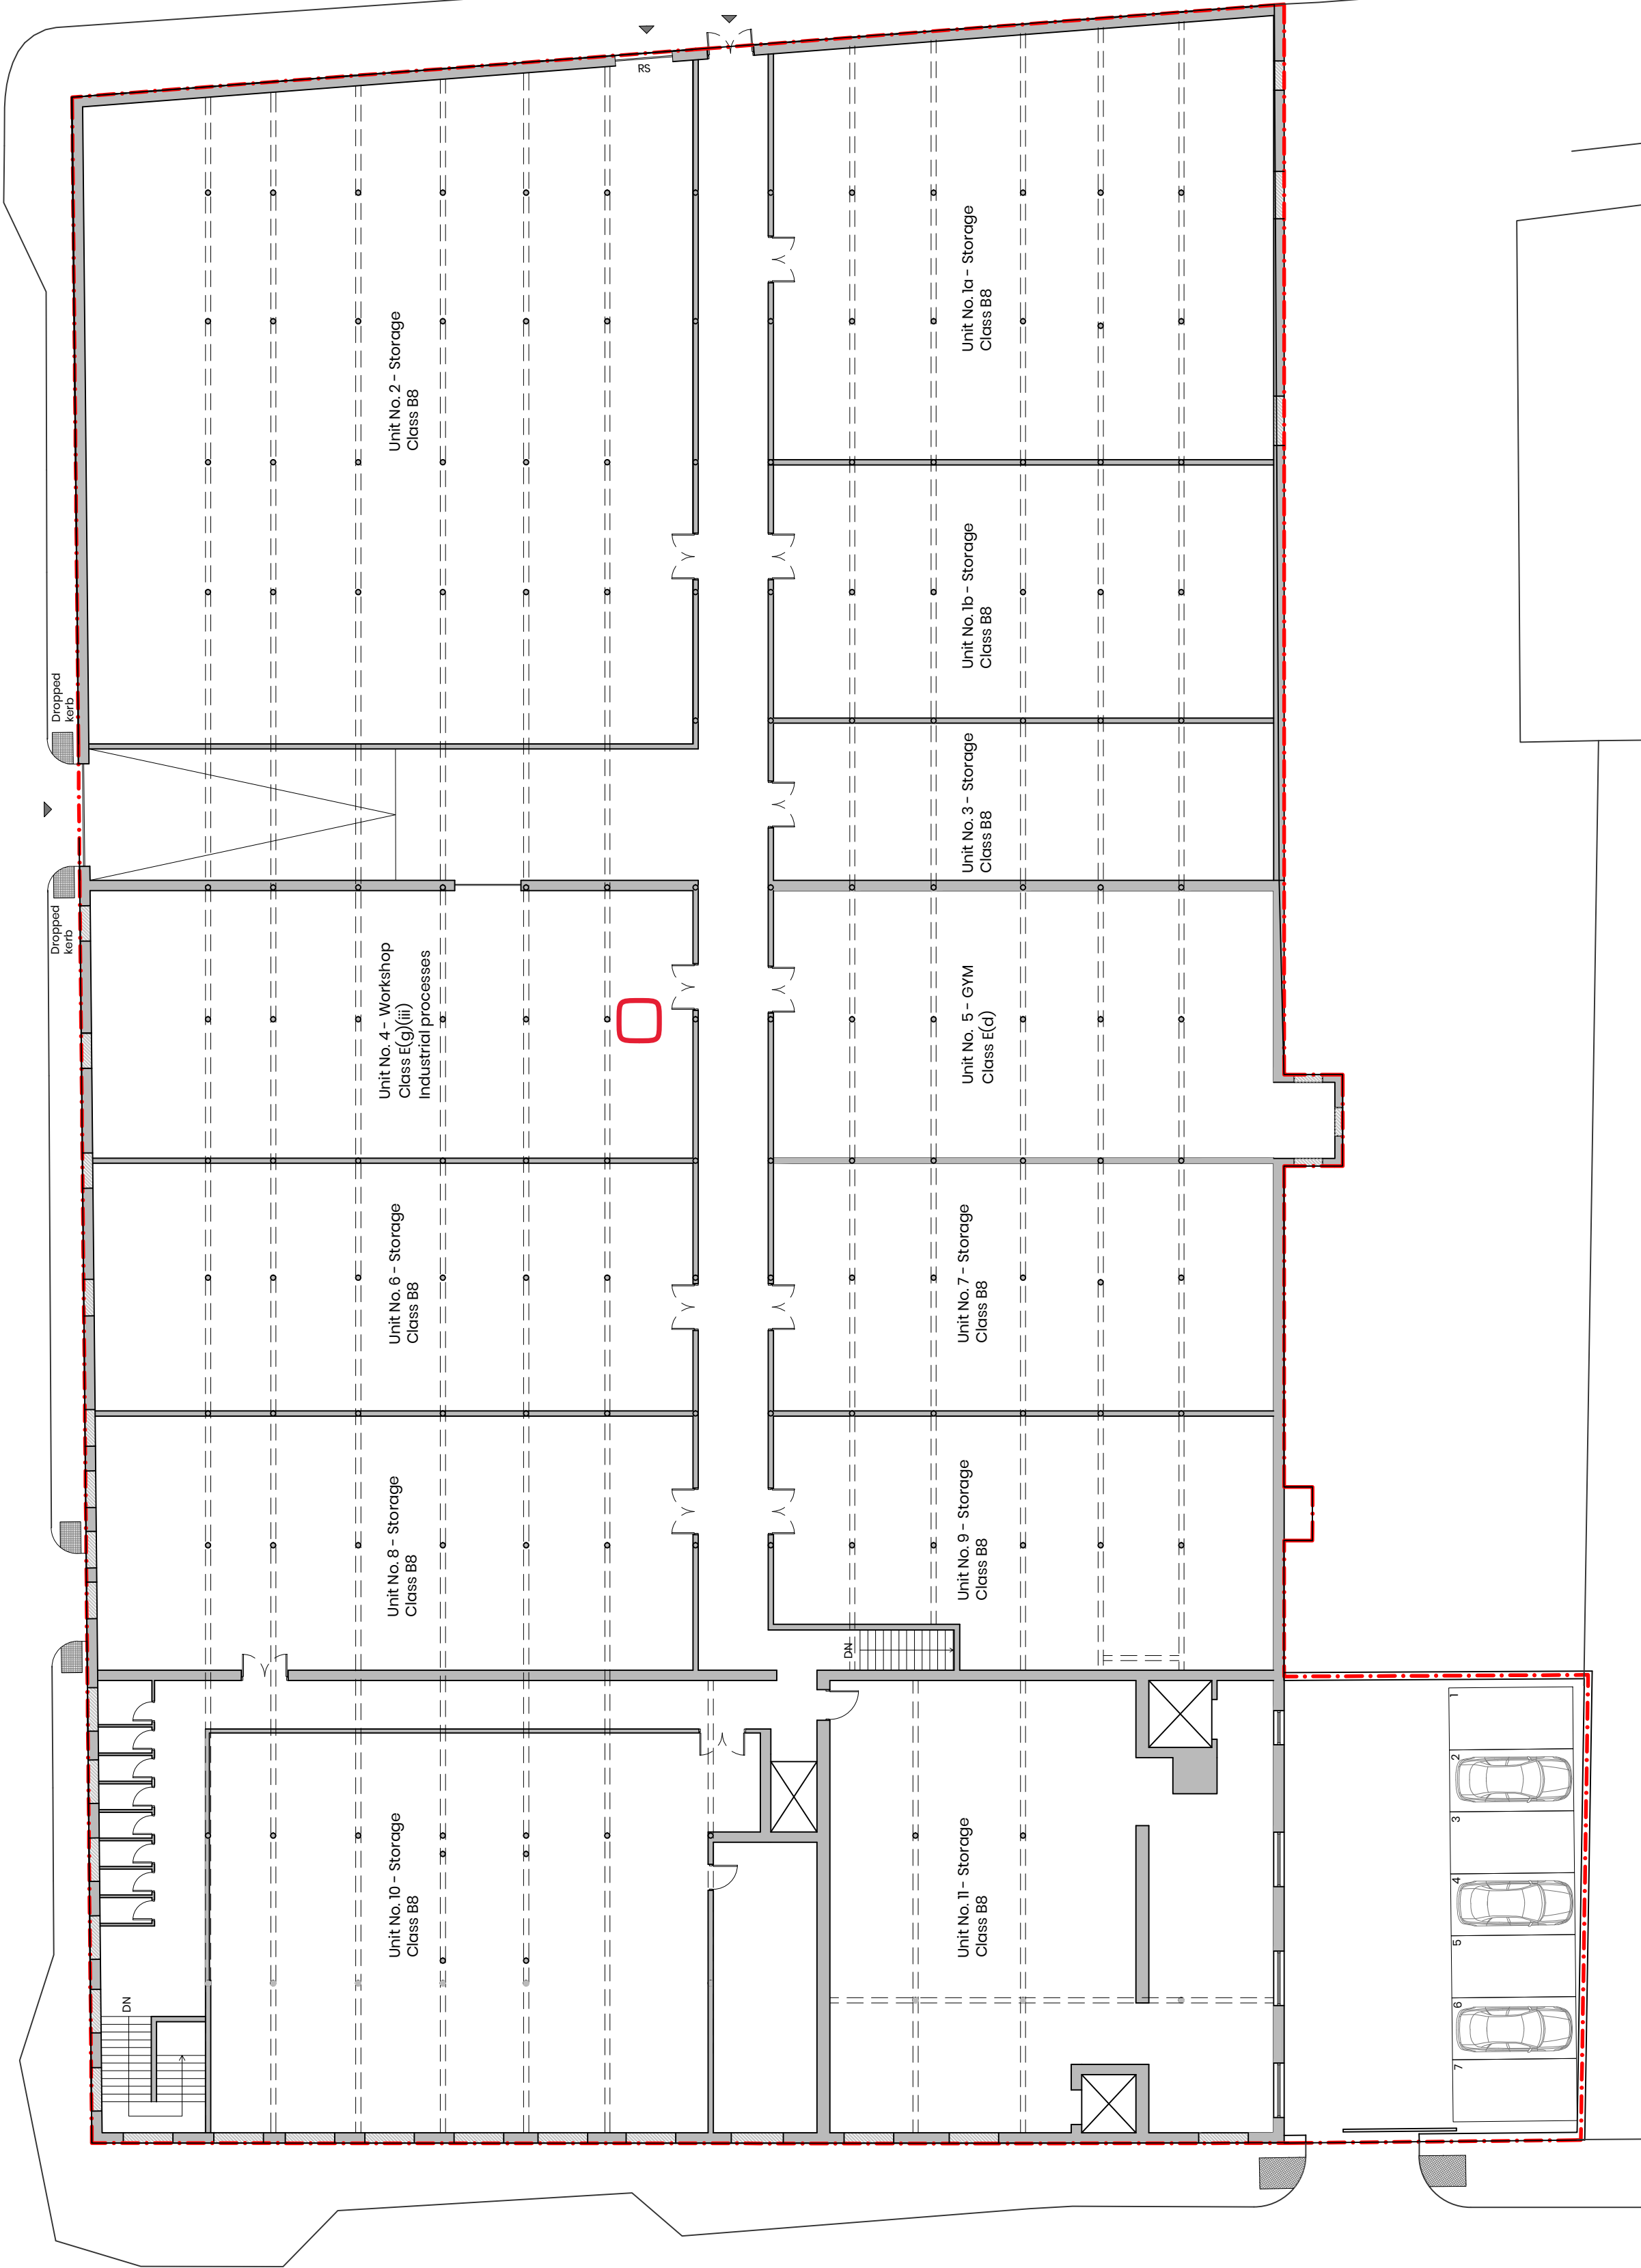 RS
Unit No. 2 - Storage
Class B8
Unit No. 1a - Storage
Class B8
Unit No. 1b - Storage
Class B8
Dropped
kerb
Unit No. 3 - Storage
Class B8
Dropped
kerb
Unit No. 4 - Workshop
Class E(g)(iii)
Industrial processes
Unit No. 5 - GYM
Class E(d)
Unit No. 6 - Storage
Class B8
Unit No. 7 - Storage
Class B8
Unit No. 8 - Storage
Class B8
Unit No. 9 - Storage
Class B8
DN
Unit No. 10 - Storage
Class B8
Unit No. 11 - Storage
Class B8
DN
1
2
3
4
5
6
7